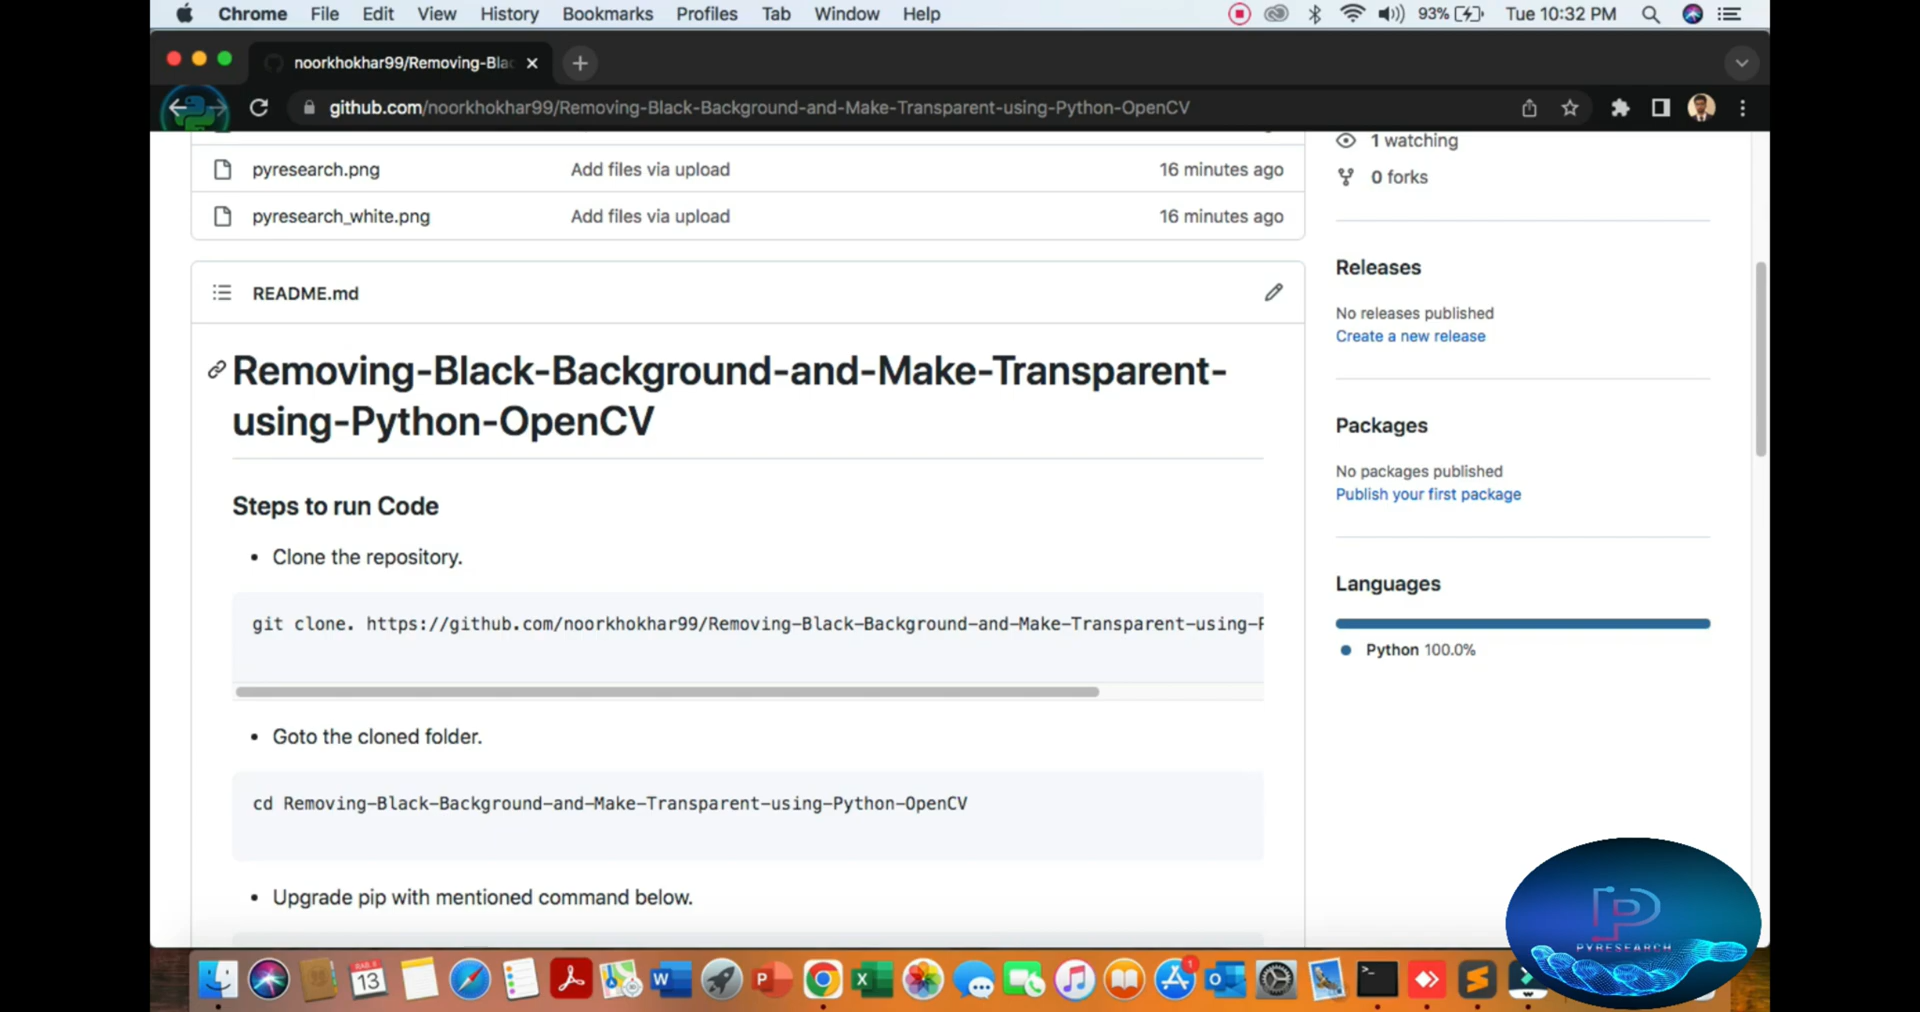 Chrome File Edit View History Bookmarks Profiles Tab Window Help 93% Tue 10:32 PM
noorkhokhar99/Removing-Bla
github.com/noorkhokhar99/Removing-Black-Background-and-Make-Transparent-using-Python-OpenCV
1 watching
pyresearch.png Add files via upload 16 minutes ago
0 forks
pyresearch_white.png Add files via upload 16 minutes ago
Releases
README.md
No releases published
Create a new release
Removing-Black-Background-and-Make-Transparent-
using-Python-OpenCV
Packages
No packages published
Publish your first package
Steps to run Code
• Clone the repository.
Languages
git clone. https://github.com/noorkhokhar99/Removing-Black-Background-and-Make-Transparent-using-P
Python 100.0%
• Goto the cloned folder.
cd Removing-Black-Background-and-Make-Transparent-using-Python-OpenCV
• Upgrade pip with mentioned command below.
PYRESEARCH
13
W
P
X
1
O
>_